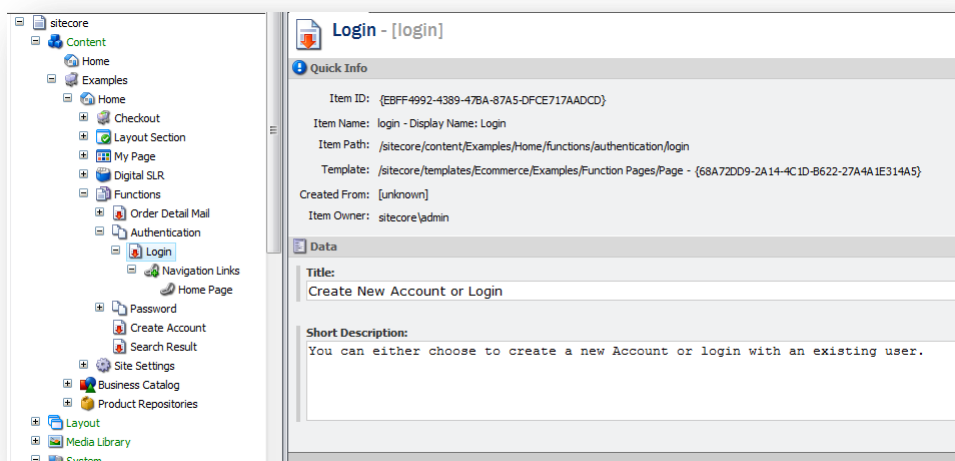 sitecore
Content
Home
Examples
Home
Checkout
Layout Section
My Page
Digital SLR
Functions
Order Detail Mail
Authentication
Login
Navigation Links
Home Page
Password
Create Account
Search Result
Site Settings
Business Catalog
Product Repositories
Layout
Media Library
System
Login - [login]
Quick Info
Item ID: {EBFF4992-4389-47BA-87A5-DFCE717AADCD}
Item Name: login - Display Name: Login
Item Path: /sitecore/content/Examples/Home/functions/authentication/login
Template: /sitecore/templates/Ecommerce/Examples/Function Pages/Page - {68A72DD9-2A14-4C1D-B622-27A4A1E314A5}
Created From: [unknown]
Item Owner: sitecore\admin
Data
Title:
Create New Account or Login
Short Description:
You can either choose to create a new Account or login with an existing user.